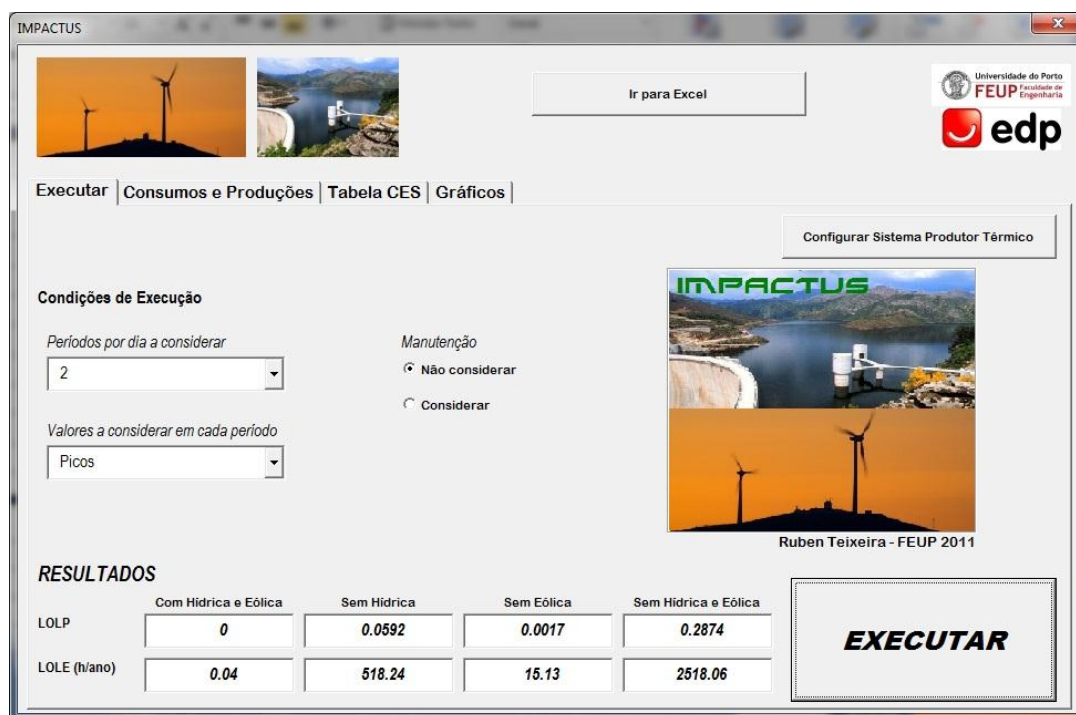 IMPACTUS
Ir para Excel
Universidade do Porto
FEUP Faculdade de
Engenharia
edp
Executar
Consumos e Produções
Tabela CES
Gráficos
Configurar Sistema Produtor Térmico
IMPACTUS
Condições de Execução
Períodos por dia a considerar
2
Manutenção
Não considerar
Considerar
Valores a considerar em cada período
Picos
Ruben Teixeira - FEUP 2011
RESULTADOS
Com Hídrica e Eólica Sem Hídrica Sem Eólica Sem Hídrica e Eólica
LOLP 0 0.0592 0.0017 0.2874
LOLE (h/ano) 0.04 518.24 15.13 2518.06
EXECUTAR